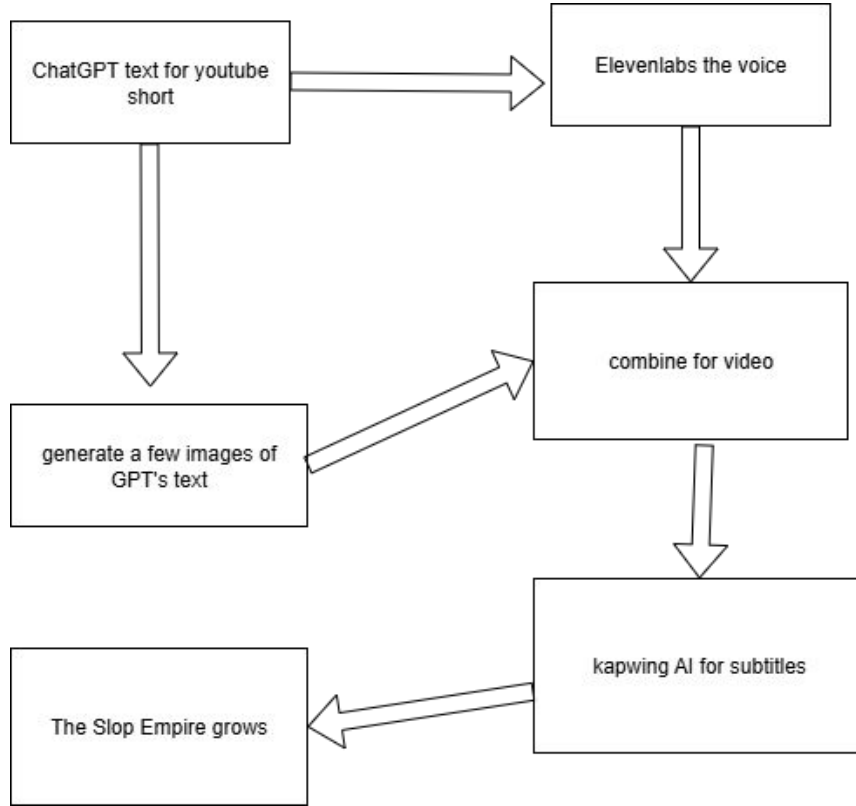 ChatGPT text for youtube
short
Elevenlabs the voice
combine for video
generate a few images of
GPT's text
kapwing AI for subtitles
The Slop Empire grows